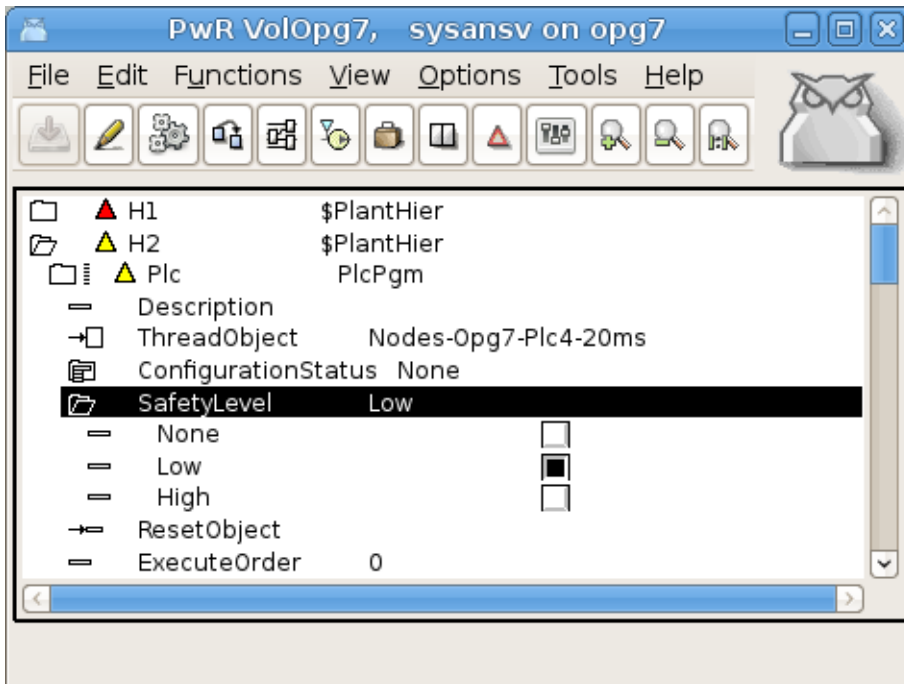 PwR VolOpg7, sysansv on opg7
File Edit Functions View Options Tools Help
H1 $PlantHier
H2 $PlantHier
Plc PlcPgm
Description
ThreadObject Nodes-Opg7-Plc4-20ms
ConfigurationStatus None
SafetyLevel Low
None
Low
High
ResetObject
ExecuteOrder 0